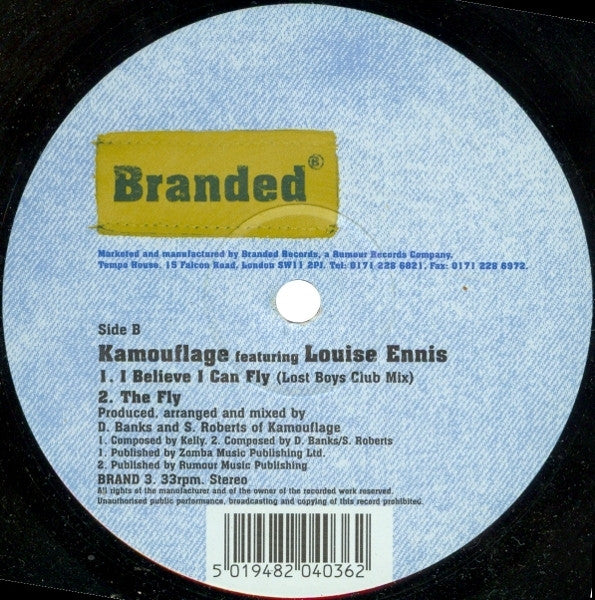 Branded®
Marketed and manufactured by Branded Records, a Rumour Records Company.
Tempo House, 15 Falcon Road, London SW11 2PJ. Tel: 0171 228 6821. Fax: 0171 228 6972.
Side B
Kamouflage featuring Louise Ennis
1. I Believe I Can Fly (Lost Boys Club Mix)
2. The Fly
Produced, arranged and mixed by
D. Banks and S. Roberts of Kamouflage
1. Composed by Kelly. 2. Composed by D. Banks/S. Roberts
1. Published by Zomba Music Publishing Ltd.
2. Published by Rumour Music Publishing
BRAND 3. 33rpm. Stereo
All rights of the manufacturer and of the owner of the recorded work reserved.
Unauthorised public performance, broadcasting and copying of this record prohibited.
5 019482 040362